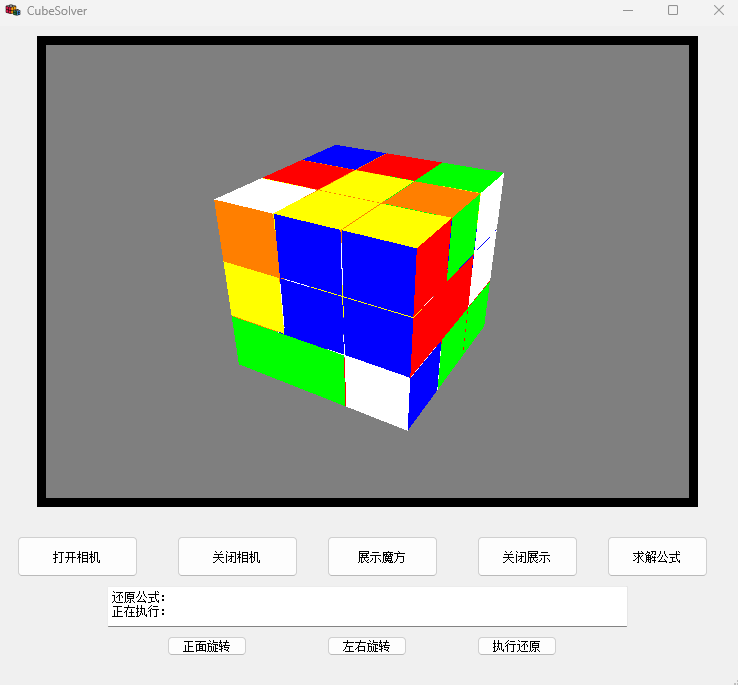 CubeSolver
打开相机
关闭相机
展示魔方
关闭展示
求解公式
还原公式：
正在执行：
正面旋转
左右旋转
执行还原